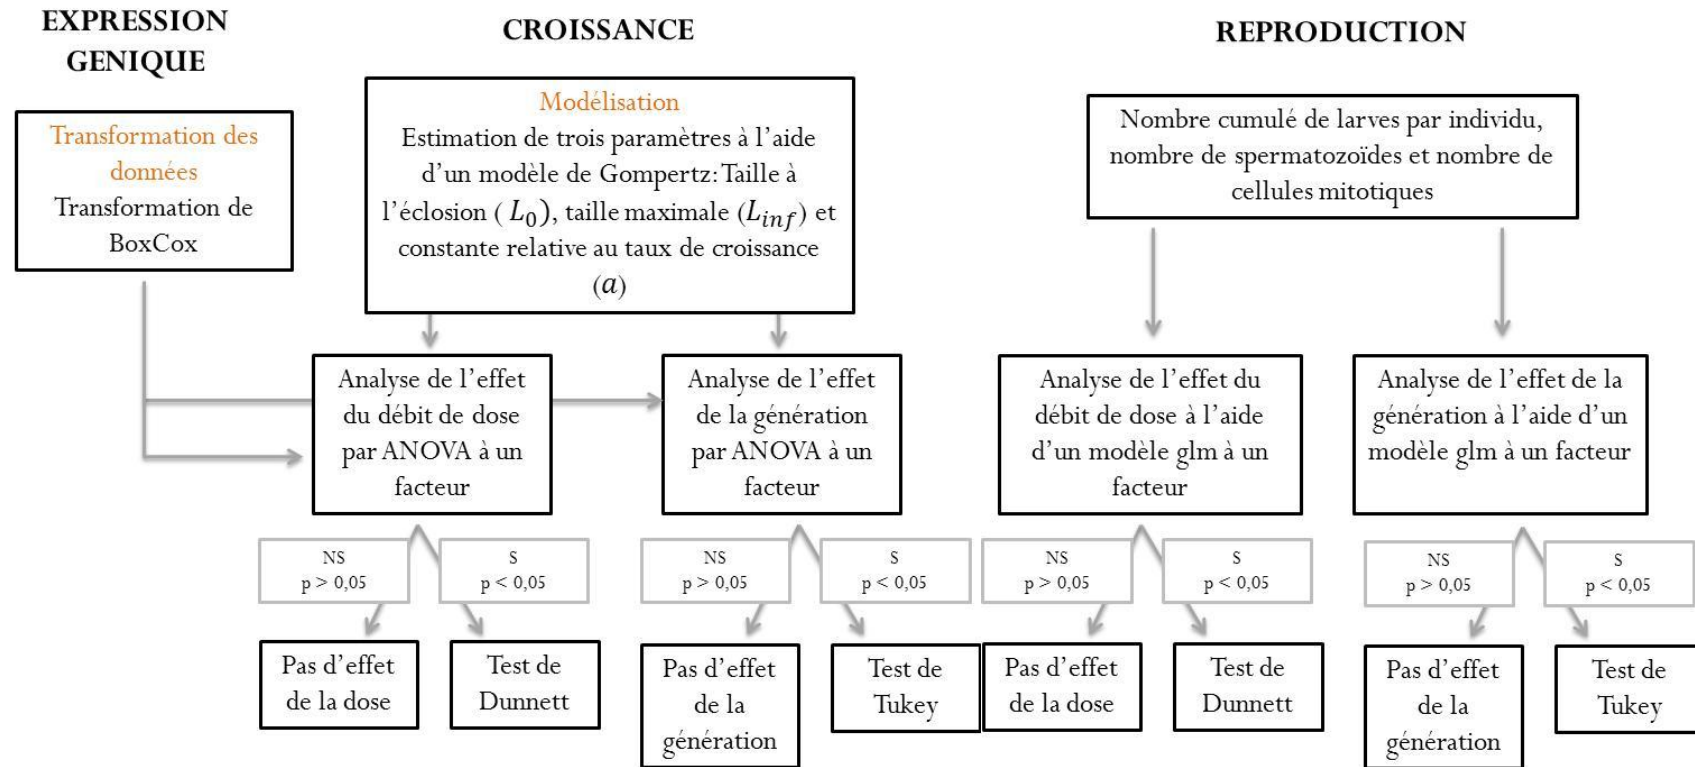 EXPRESSION
GENIQUE
Transformation des
données
Transformation de
BoxCox
CROISSANCE
Modélisation
Estimation de trois paramètres à l'aide
d'un modèle de Gompertz: Taille à
l'éclosion ( L₀), taille maximale (L_inf) et
constante relative au taux de croissance
(a)
REPRODUCTION
Nombre cumulé de larves par individu,
nombre de spermatozoïdes et nombre de
cellules mitotiques
Analyse de l'effet
du débit de dose
par ANOVA à un
facteur
Analyse de l'effet
de la génération
par ANOVA à un
facteur
Analyse de l'effet du
débit de dose à l'aide
d'un modèle glm à un
facteur
Analyse de l'effet de la
génération à l'aide d'un
modèle glm à un facteur
NS
p > 0,05
S
p < 0,05
NS
p > 0,05
S
p < 0,05
NS
p > 0,05
S
p < 0,05
NS
p > 0,05
S
p < 0,05
Pas d'effet
de la dose
Test de
Dunnett
Pas d'effet
de la
génération
Test de
Tukey
Pas d'effet
de la dose
Test de
Dunnett
Pas d'effet
de la
génération
Test de
Tukey